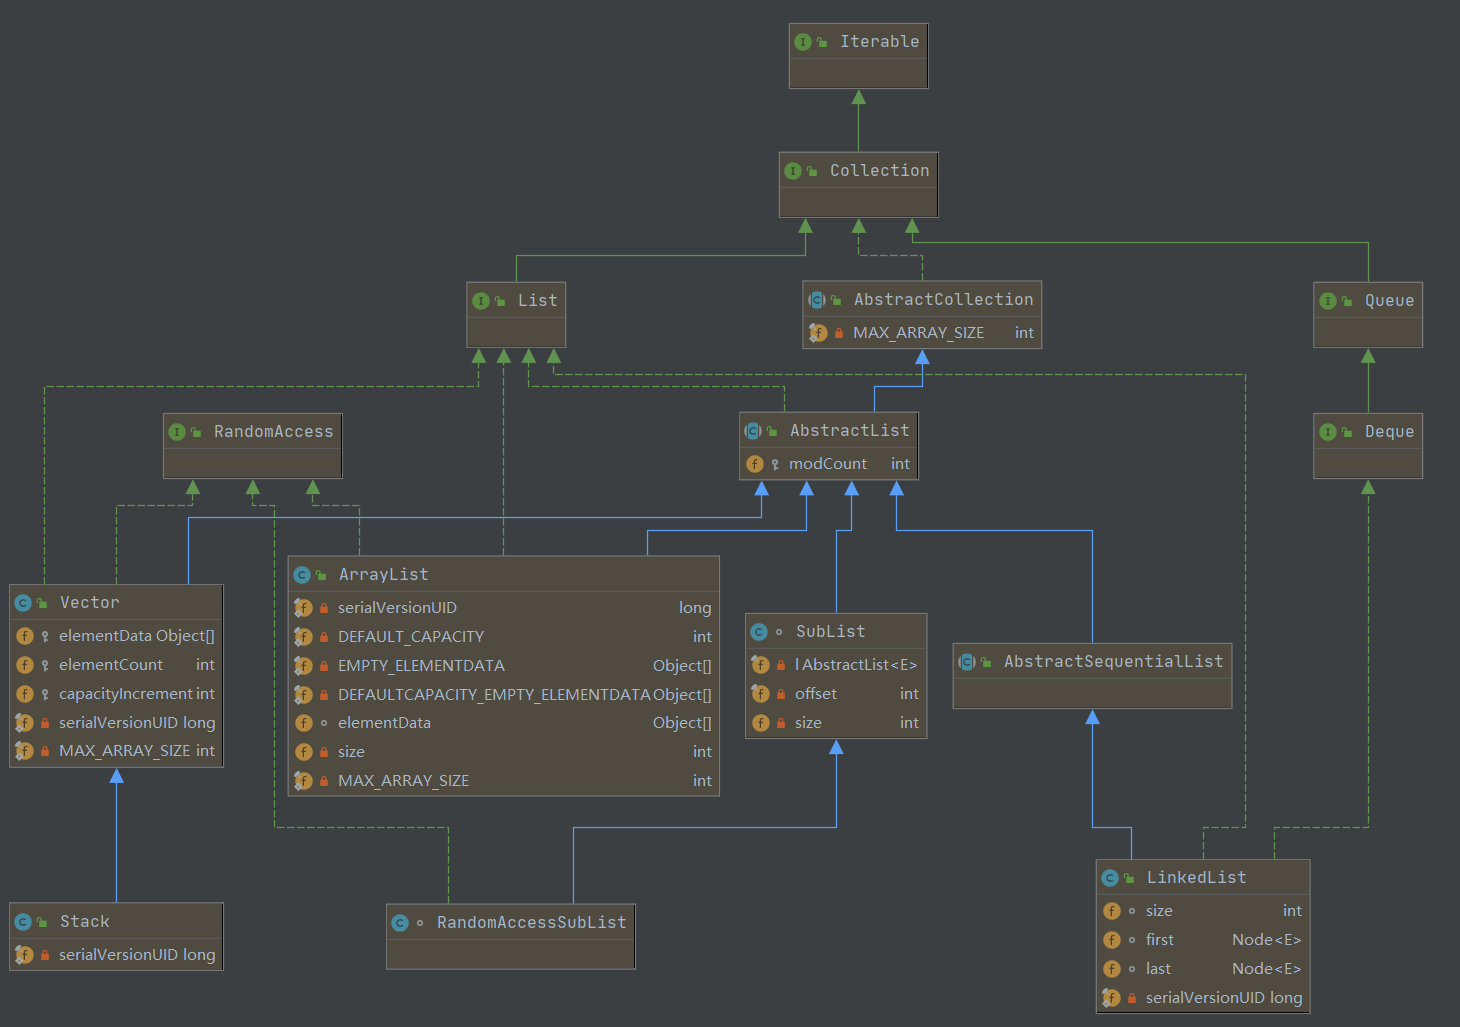 Iterable
Collection
List
AbstractCollection
MAX_ARRAY_SIZE int
Queue
RandomAccess
AbstractList
modCount int
Deque
Vector
elementData Object[]
elementCount int
capacityIncrement int
serialVersionUID long
MAX_ARRAY_SIZE int
ArrayList
serialVersionUID long
DEFAULT_CAPACITY int
EMPTY_ELEMENTDATA Object[]
DEFAULTCAPACITY_EMPTY_ELEMENTDATA Object[]
elementData Object[]
size int
MAX_ARRAY_SIZE int
SubList
l AbstractList<E>
offset int
size int
AbstractSequentialList
Stack
serialVersionUID long
RandomAccessSubList
LinkedList
size int
first Node<E>
last Node<E>
serialVersionUID long